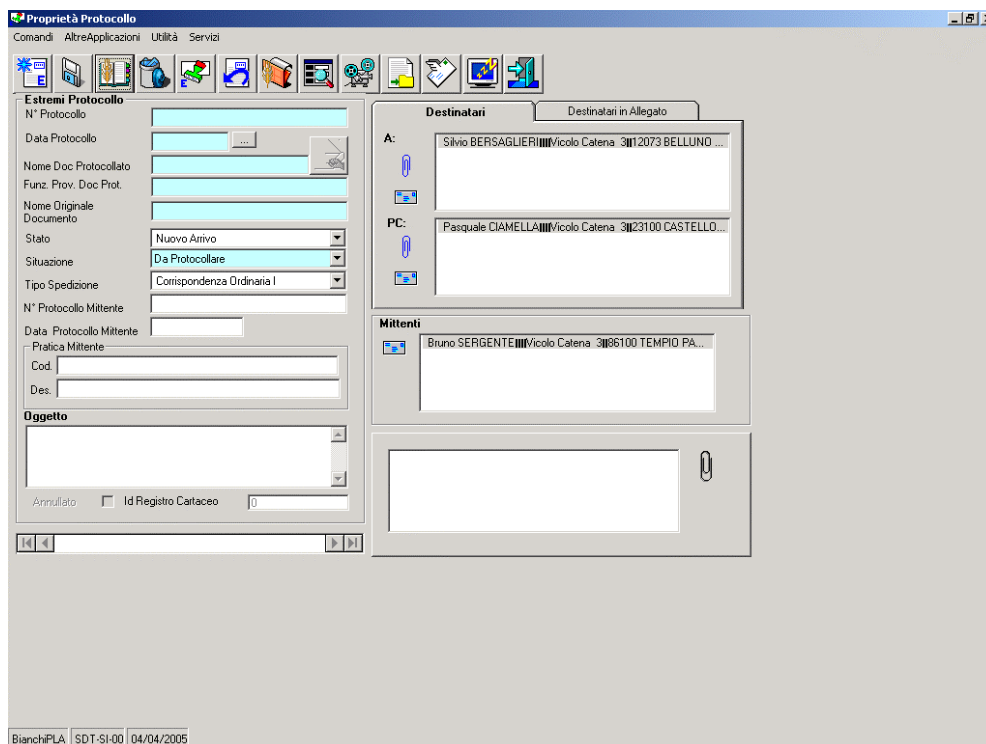 Proprietà Protocollo
Comandi AltreApplicazioni Utilità Servizi
Estremi Protocollo
N° Protocollo
Data Protocollo
...
Nome Doc Protocollato
Funz. Prov. Doc Prot.
Nome Originale
Documento
Stato
Nuovo Arrivo
Situazione
Da Protocollare
Tipo Spedizione
Corrispondenza Ordinaria I
N° Protocollo Mittente
Data Protocollo Mittente
Pratica Mittente
Cod.
Des.
Oggetto
Annullato
Id Registro Cartaceo
0
Destinatari
Destinatari in Allegato
A:
Silvio BERSAGLIERI||||Vicolo Catena 3||12073 BELLUNO ...
PC:
Pasquale CIAMELLA||||Vicolo Catena 3||23100 CASTELLO...
Mittenti
Bruno SERGENTE||||Vicolo Catena 3||86100 TEMPIO PA...
BianchiPLA SDT-SI-00 04/04/2005